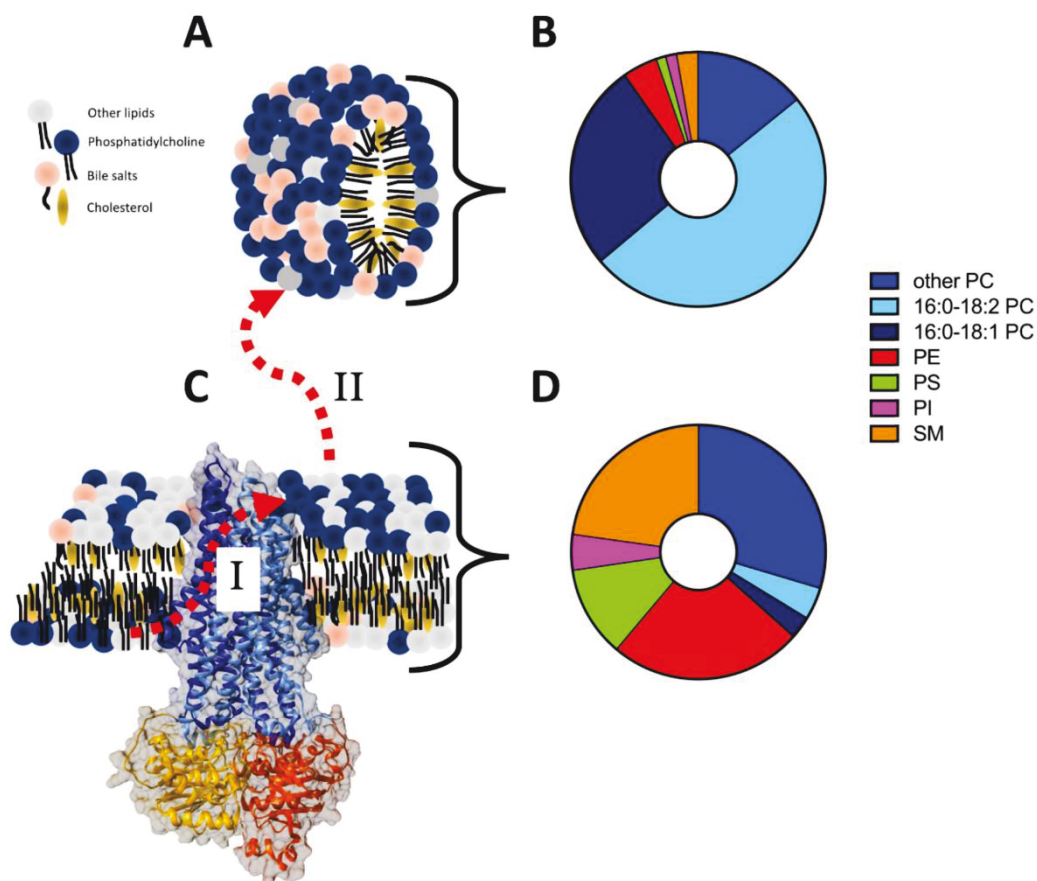 A
B
Other lipids
Phosphatidylcholine
Bile salts
Cholesterol
other PC
16:0-18:2 PC
16:0-18:1 PC
PE
PS
PI
SM
C
II
D
I